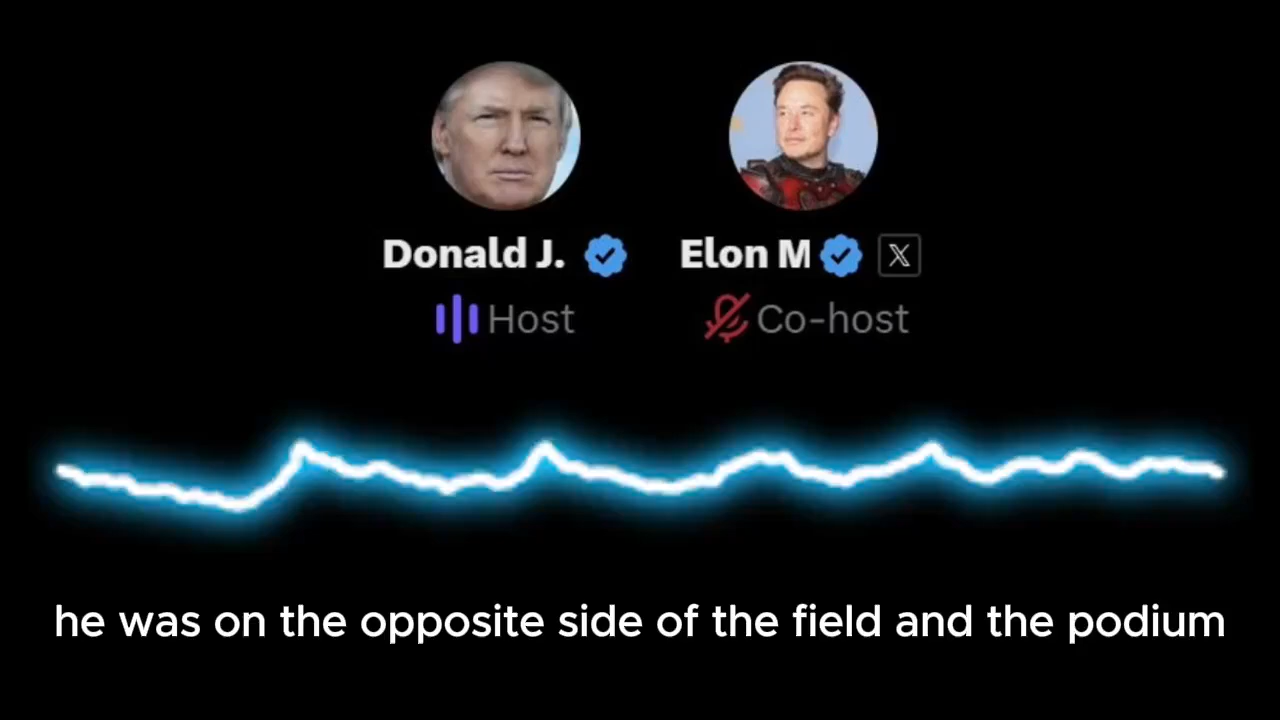 Donald J. Elon M X
Host Co-host
he was on the opposite side of the field and the podium